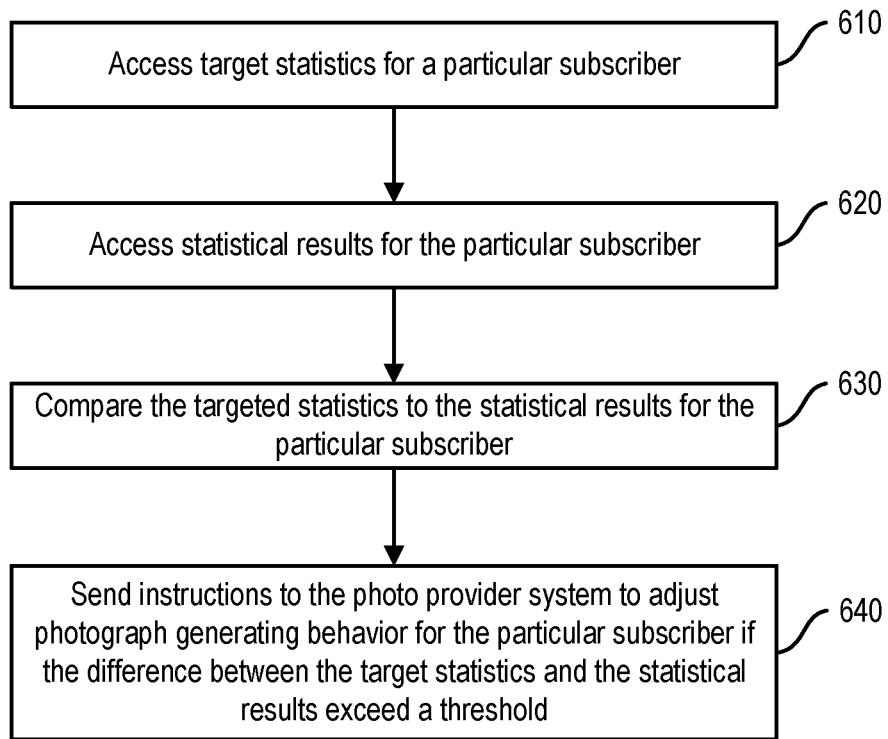 610
Access target statistics for a particular subscriber
620
Access statistical results for the particular subscriber
630
Compare the targeted statistics to the statistical results for the
particular subscriber
Send instructions to the photo provider system to adjust
photograph generating behavior for the particular subscriber if
640
the difference between the target statistics and the statistical
results exceed a threshold